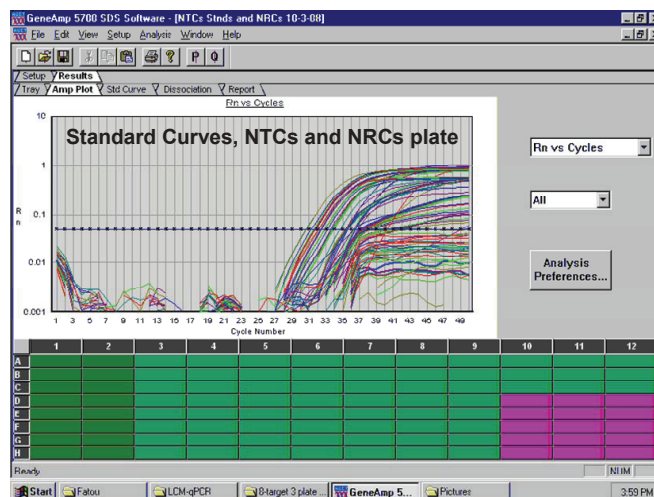 GeneAmp 5700 SDS Software - [NTCs Stnds and NRCs 10-3-08]
File Edit View Setup Analysis Window Help
P Q
Setup Results
Tray Amp Plot Std Curve Dissociation Report
Rn vs Cycles
Standard Curves, NTCs and NRCs plate
10
1
0.1
0.01
0.001
Rn
1 3 5 7 9 11 13 15 17 19 21 23 25 27 29 31 33 35 37 39 41 43 45 47 49
Cycle Number
Rn vs Cycles
All
Analysis
Preferences...
1 2 3 4 5 6 7 8 9 10 11 12
A
B
C
D
E
F
G
H
Ready
NUM
Start Fatou LCM-qPCR 8-target 3 plate ... GeneAmp 5... Pictures 3:59 PM